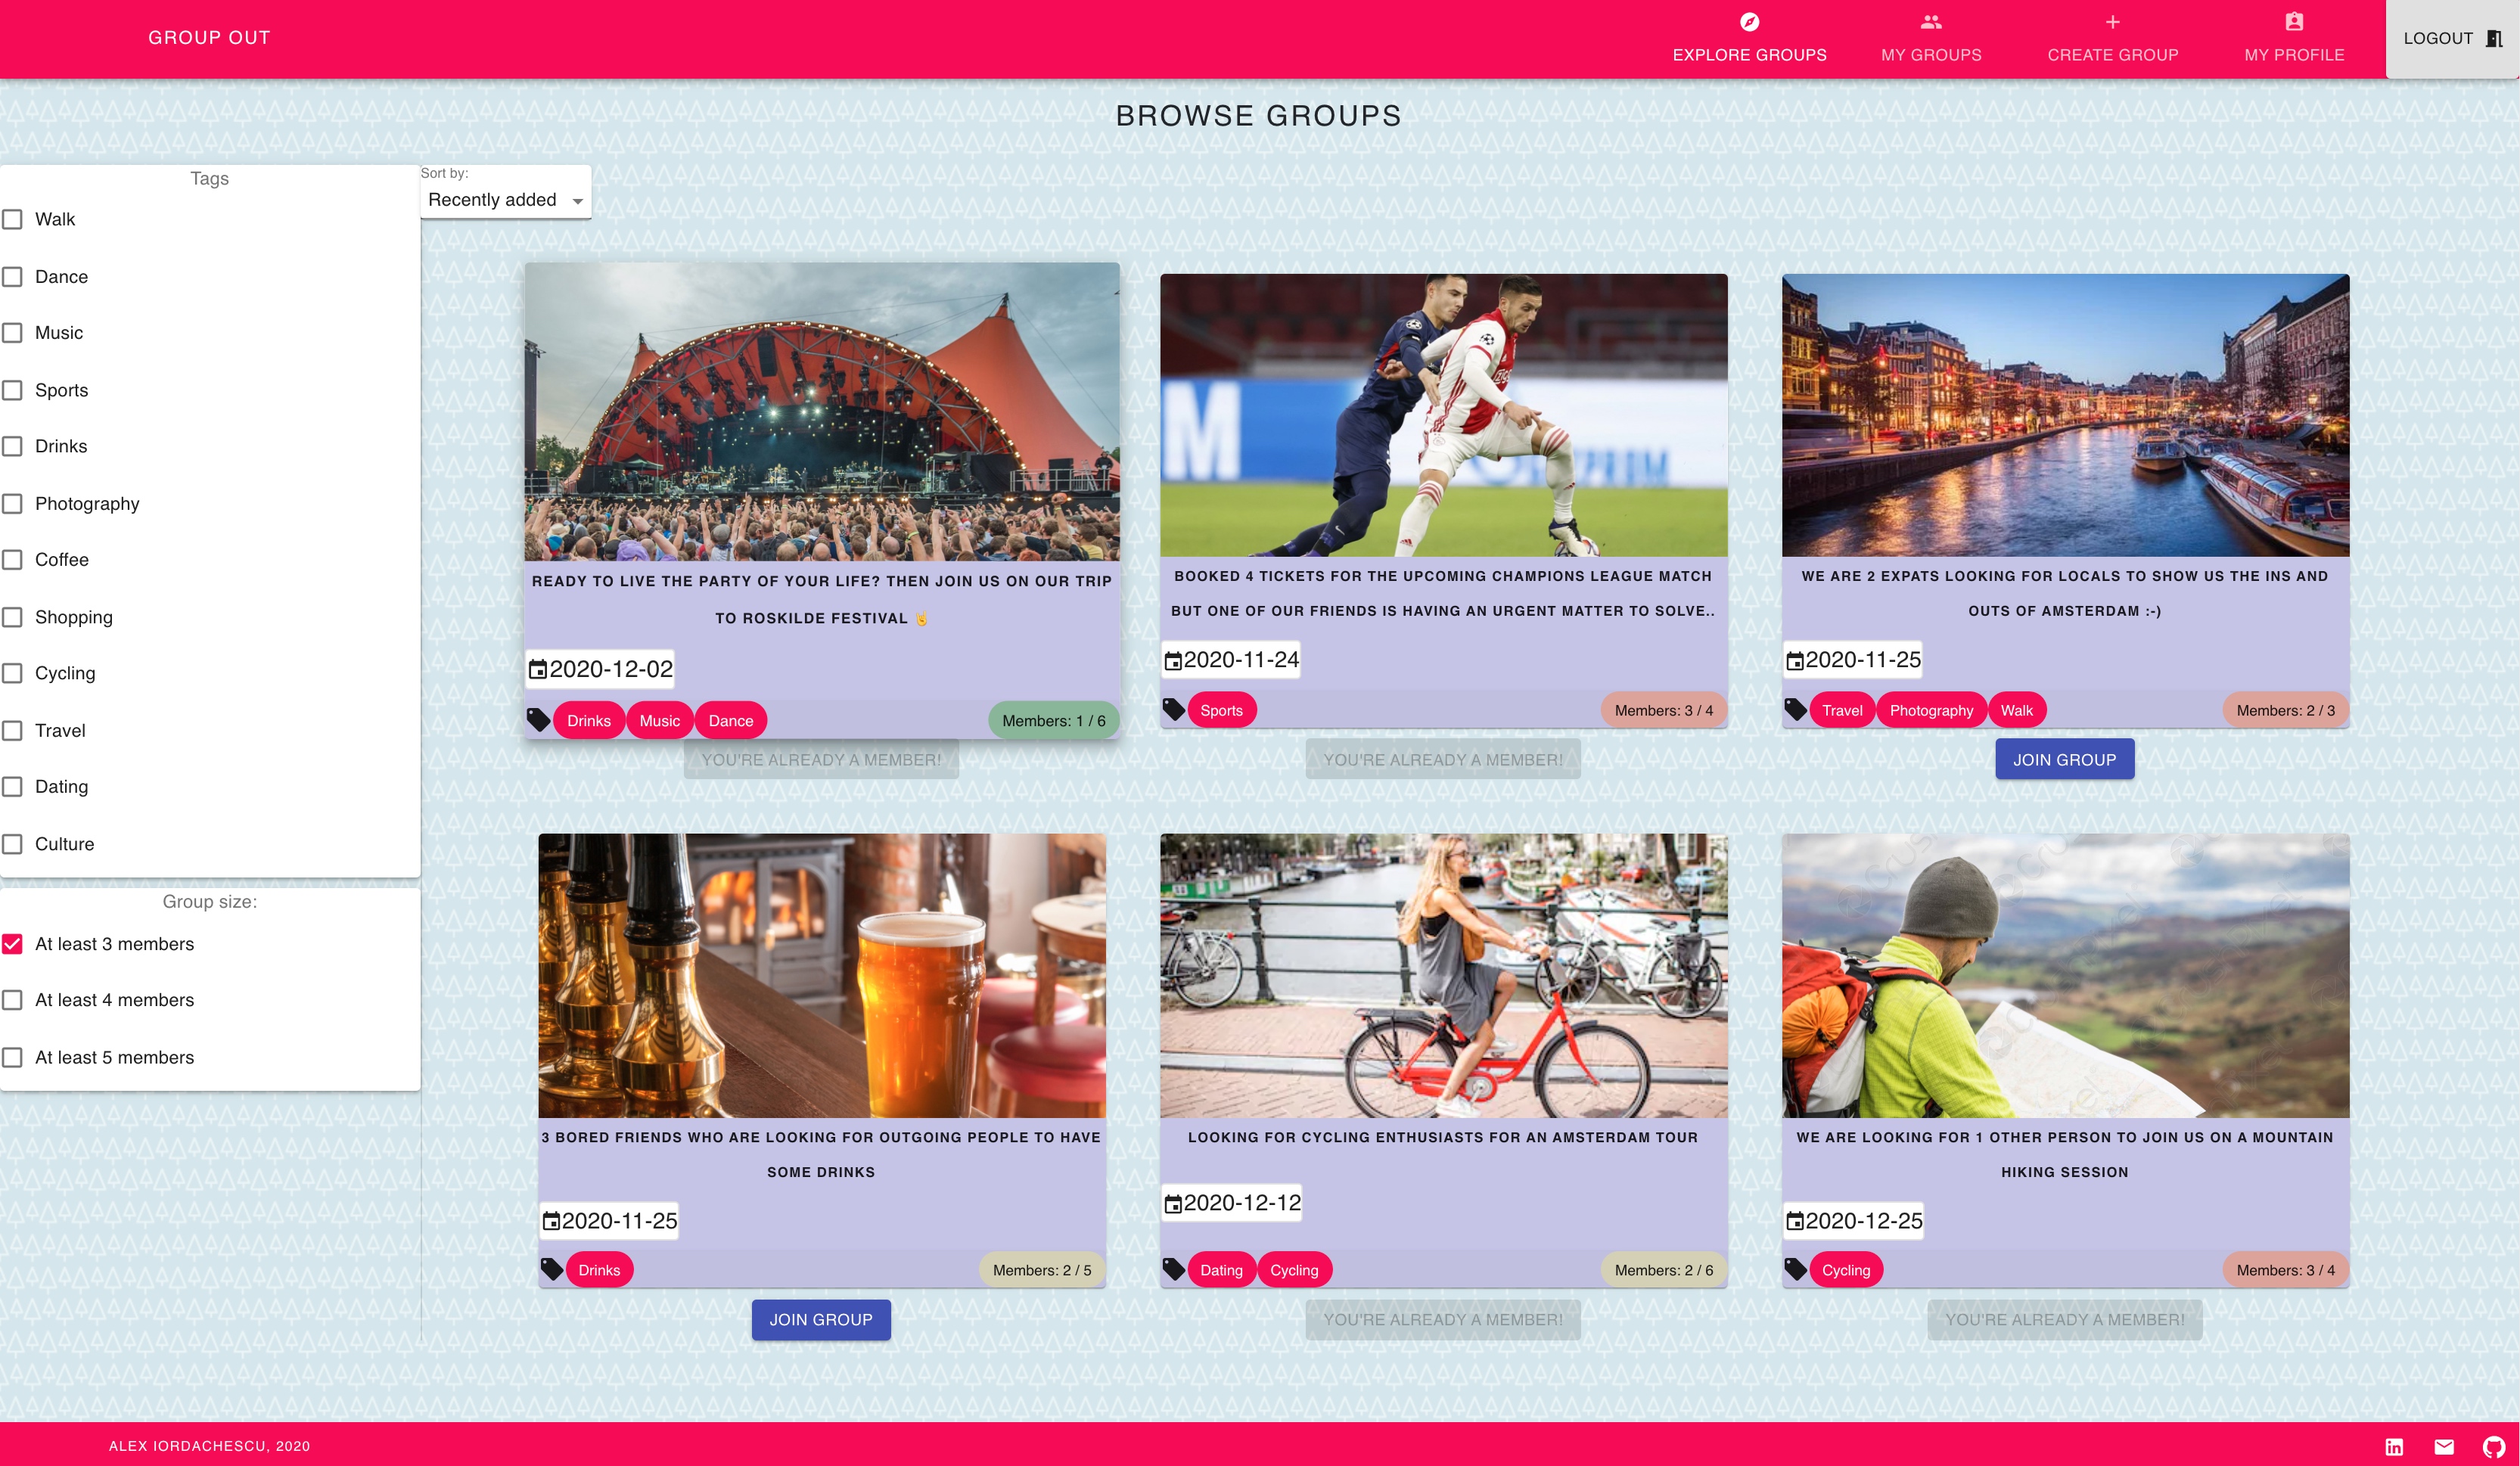 GROUP OUT
EXPLORE GROUPS
MY GROUPS
CREATE GROUP
MY PROFILE
LOGOUT
BROWSE GROUPS
Tags
Walk
Dance
Music
Sports
Drinks
Photography
Coffee
Shopping
Cycling
Travel
Dating
Culture
Group size:
At least 3 members
At least 4 members
At least 5 members
Sort by:
Recently added
READY TO LIVE THE PARTY OF YOUR LIFE? THEN JOIN US ON OUR TRIP
TO ROSKILDE FESTIVAL 🤘
2020-12-02
Drinks Music Dance Members: 1 / 6
YOU'RE ALREADY A MEMBER!
M
BOOKED 4 TICKETS FOR THE UPCOMING CHAMPIONS LEAGUE MATCH
BUT ONE OF OUR FRIENDS IS HAVING AN URGENT MATTER TO SOLVE..
2020-11-24
Sports Members: 3 / 4
YOU'RE ALREADY A MEMBER!
WE ARE 2 EXPATS LOOKING FOR LOCALS TO SHOW US THE INS AND
OUTS OF AMSTERDAM :-)
2020-11-25
Travel Photography Walk Members: 2 / 3
JOIN GROUP
3 BORED FRIENDS WHO ARE LOOKING FOR OUTGOING PEOPLE TO HAVE
SOME DRINKS
2020-11-25
Drinks Members: 2 / 5
JOIN GROUP
LOOKING FOR CYCLING ENTHUSIASTS FOR AN AMSTERDAM TOUR
2020-12-12
Dating Cycling Members: 2 / 6
YOU'RE ALREADY A MEMBER!
WE ARE LOOKING FOR 1 OTHER PERSON TO JOIN US ON A MOUNTAIN
HIKING SESSION
2020-12-25
Cycling Members: 3 / 4
YOU'RE ALREADY A MEMBER!
ALEX IORDACHESCU, 2020